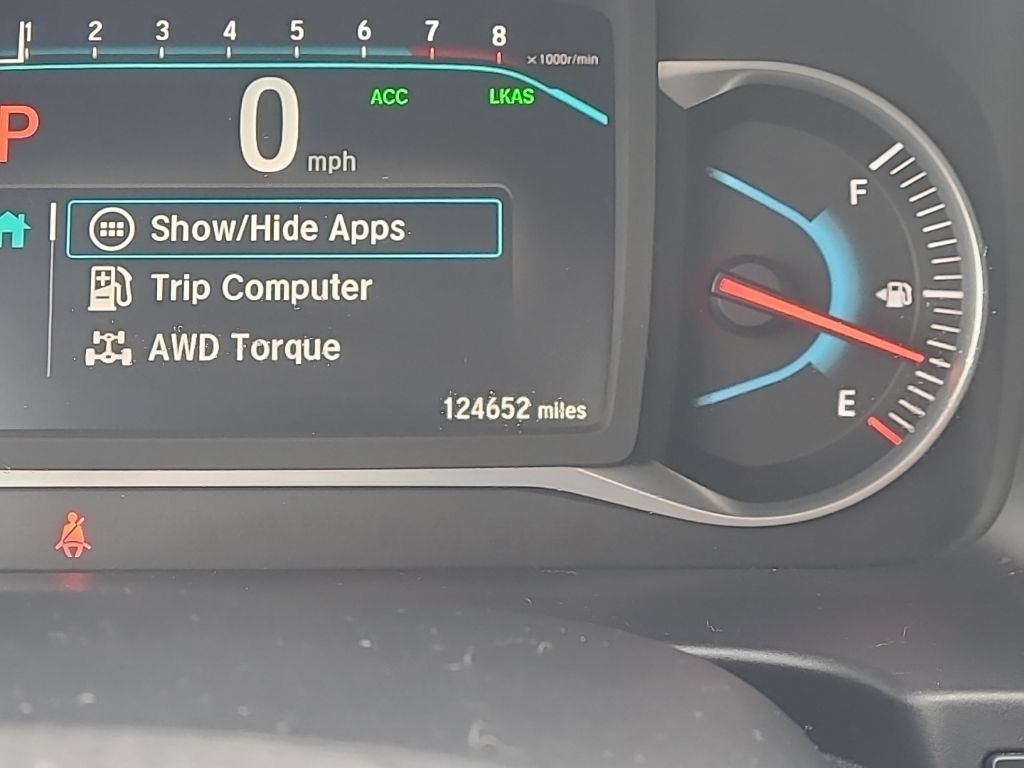 1 2 3 4 5 6 7 8
x1000r/min
P 0 mph ACC LKAS
Show/Hide Apps
Trip Computer
AWD Torque
124652 miles
F
E